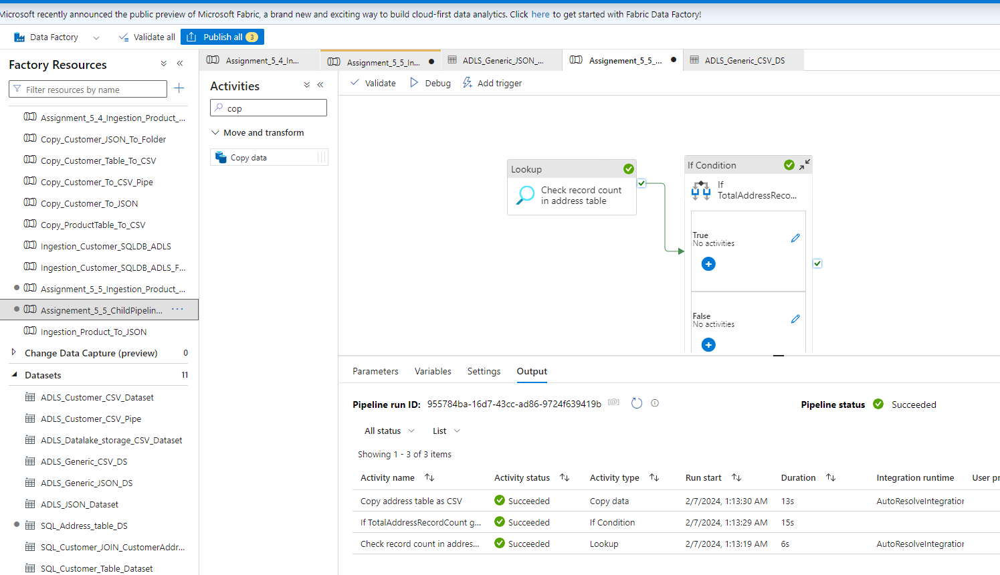 Microsoft recently announced the public preview of Microsoft Fabric, a brand new and exciting way to build cloud-first data analytics. Click here to get started with Fabric Data Factory!
Data Factory
Validate all
Publish all 3
Factory Resources
Filter resources by name
Assignment_5_4_Ingestion_Product_...
Copy_Customer_JSON_To_Folder
Copy_Customer_Table_To_CSV
Copy_Customer_To_CSV_Pipe
Copy_Customer_To_JSON
Copy_ProductTable_To_CSV
Ingestion_Customer_SQLDB_ADLS
Ingestion_Customer_SQLDB_ADLS_F...
Assignment_5_5_Ingestion_Product_...
Assignement_5_5_ChildPipelin... ...
Ingestion_Product_To_JSON
Change Data Capture (preview) 0
Datasets 11
ADLS_Customer_CSV_Dataset
ADLS_Customer_CSV_Pipe
ADLS_Datalake_storage_CSV_Dataset
ADLS_Generic_CSV_DS
ADLS_Generic_JSON_DS
ADLS_JSON_Dataset
SQL_Address_table_DS
SQL_Customer_JOIN_CustomerAddr...
SQL_Customer_Table_Dataset
Assignment_5_4_In...
Assignment_5_5_In...
ADLS_Generic_JSON_...
Assignement_5_5_...
ADLS_Generic_CSV_DS
Activities
cop
Move and transform
Copy data
Validate
Debug
Add trigger
Lookup
Check record count
in address table
If Condition
If
TotalAddressReco...
True
No activities
False
No activities
Parameters Variables Settings Output
Pipeline run ID: 955784ba-16d7-43cc-ad86-9724f639419b [@]
Pipeline status Succeeded
All status List
Showing 1 - 3 of 3 items
Activity name Activity status Activity type Run start Duration Integration runtime User pr
Copy address table as CSV Succeeded Copy data 2/7/2024, 1:13:30 AM 13s AutoResolveIntegration
If TotalAddressRecordCount g... Succeeded If Condition 2/7/2024, 1:13:29 AM 15s
Check record count in addres... Succeeded Lookup 2/7/2024, 1:13:19 AM 6s AutoResolveIntegration